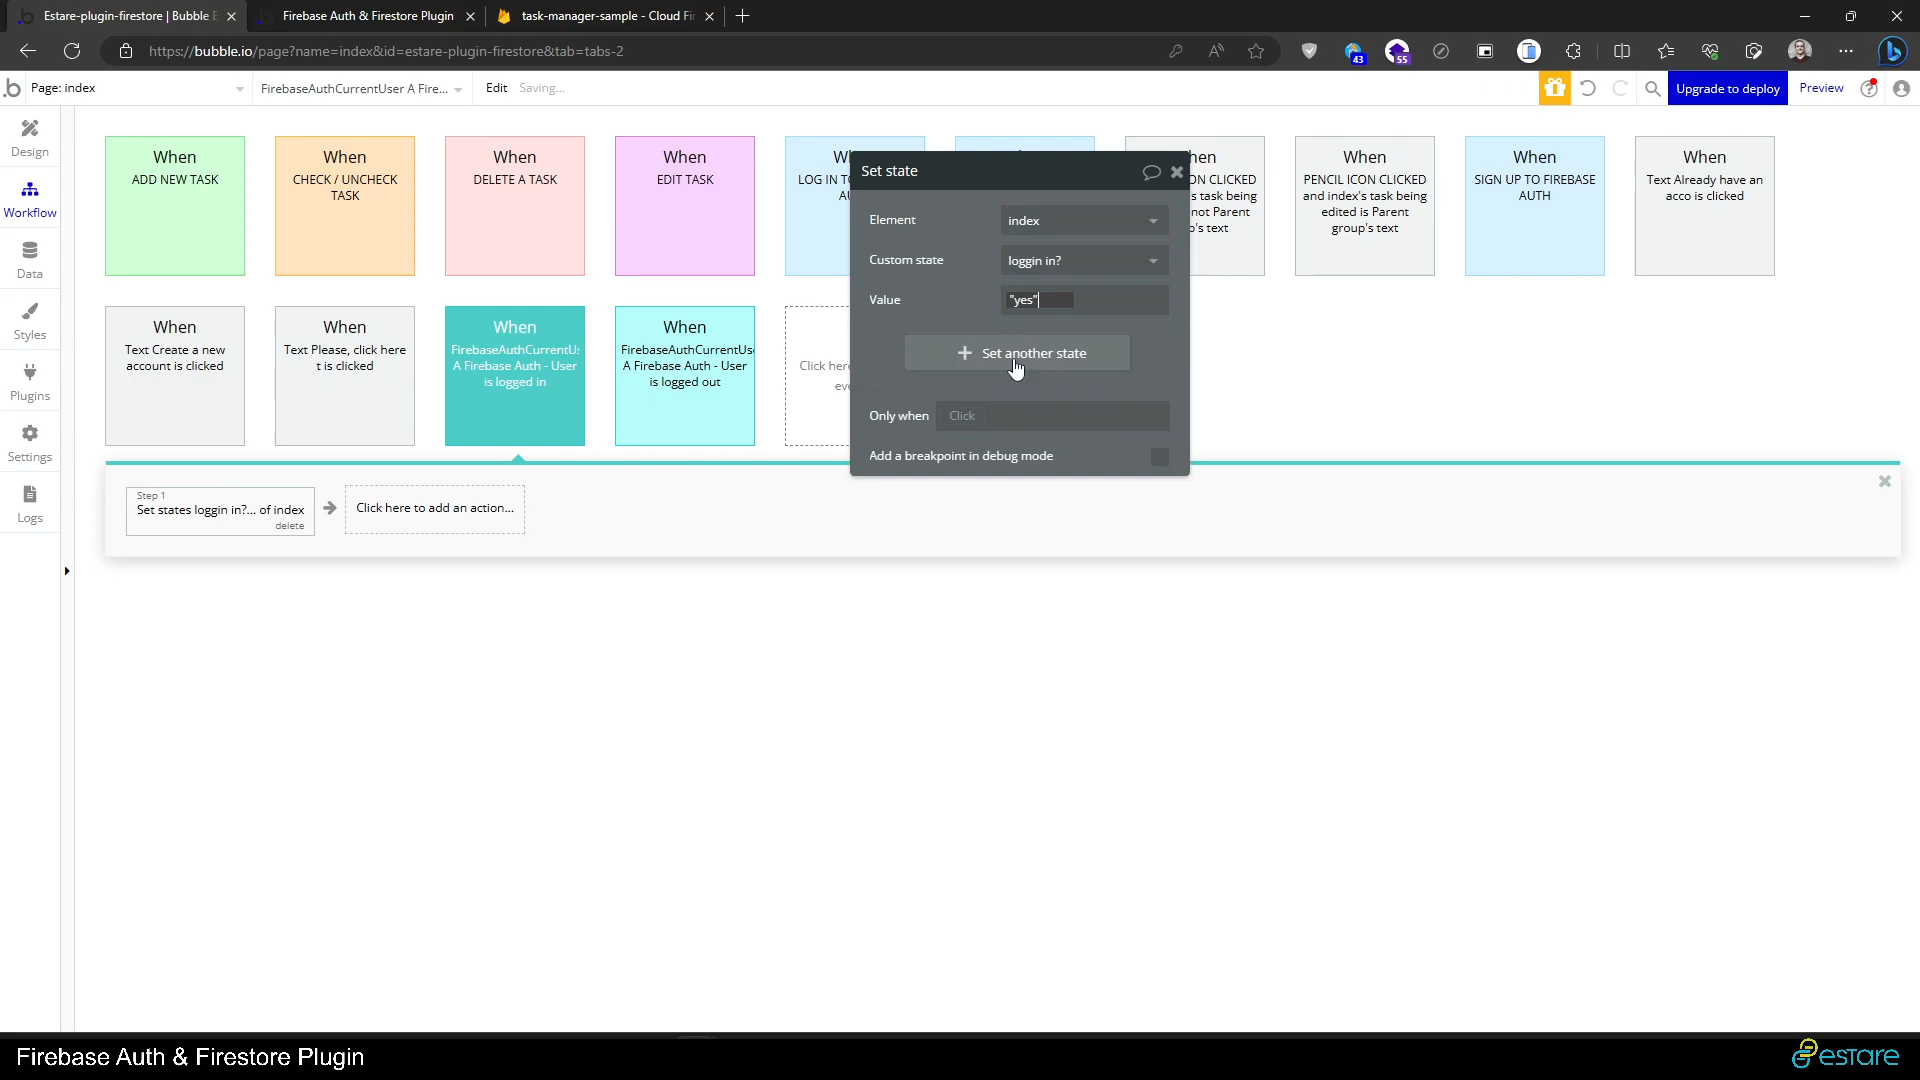 Estare-plugin-firestore | Bubble E
Firebase Auth & Firestore Plugin
task-manager-sample - Cloud Fir
https://bubble.io/page?name=index&id=estare-plugin-firestore&tab=tabs-2
43
55
Page: index
FirebaseAuthCurrentUser A Fire...
Edit
Saving...
Upgrade to deploy
Preview
Design
Workflow
Data
Styles
Plugins
Settings
Logs
When
ADD NEW TASK
When
CHECK / UNCHECK
TASK
When
DELETE A TASK
When
EDIT TASK
PENCIL ICON CLICKED
and index's task being
edited is Parent
group's text
When
When
SIGN UP TO FIREBASE
AUTH
When
Text Already have an
acco is clicked
When
Text Create a new
account is clicked
When
Text Please, click here
t is clicked
When
FirebaseAuthCurrentUs
A Firebase Auth - User
is logged in
When
FirebaseAuthCurrentUse
A Firebase Auth - User
is logged out
Click here
Set state
Element
index
Custom state
loggin in?
Value
"yes"
Set another state
Only when
Click
Add a breakpoint in debug mode
Step 1
Set states loggin in?... of index
delete
Click here to add an action...
Firebase Auth & Firestore Plugin
estare